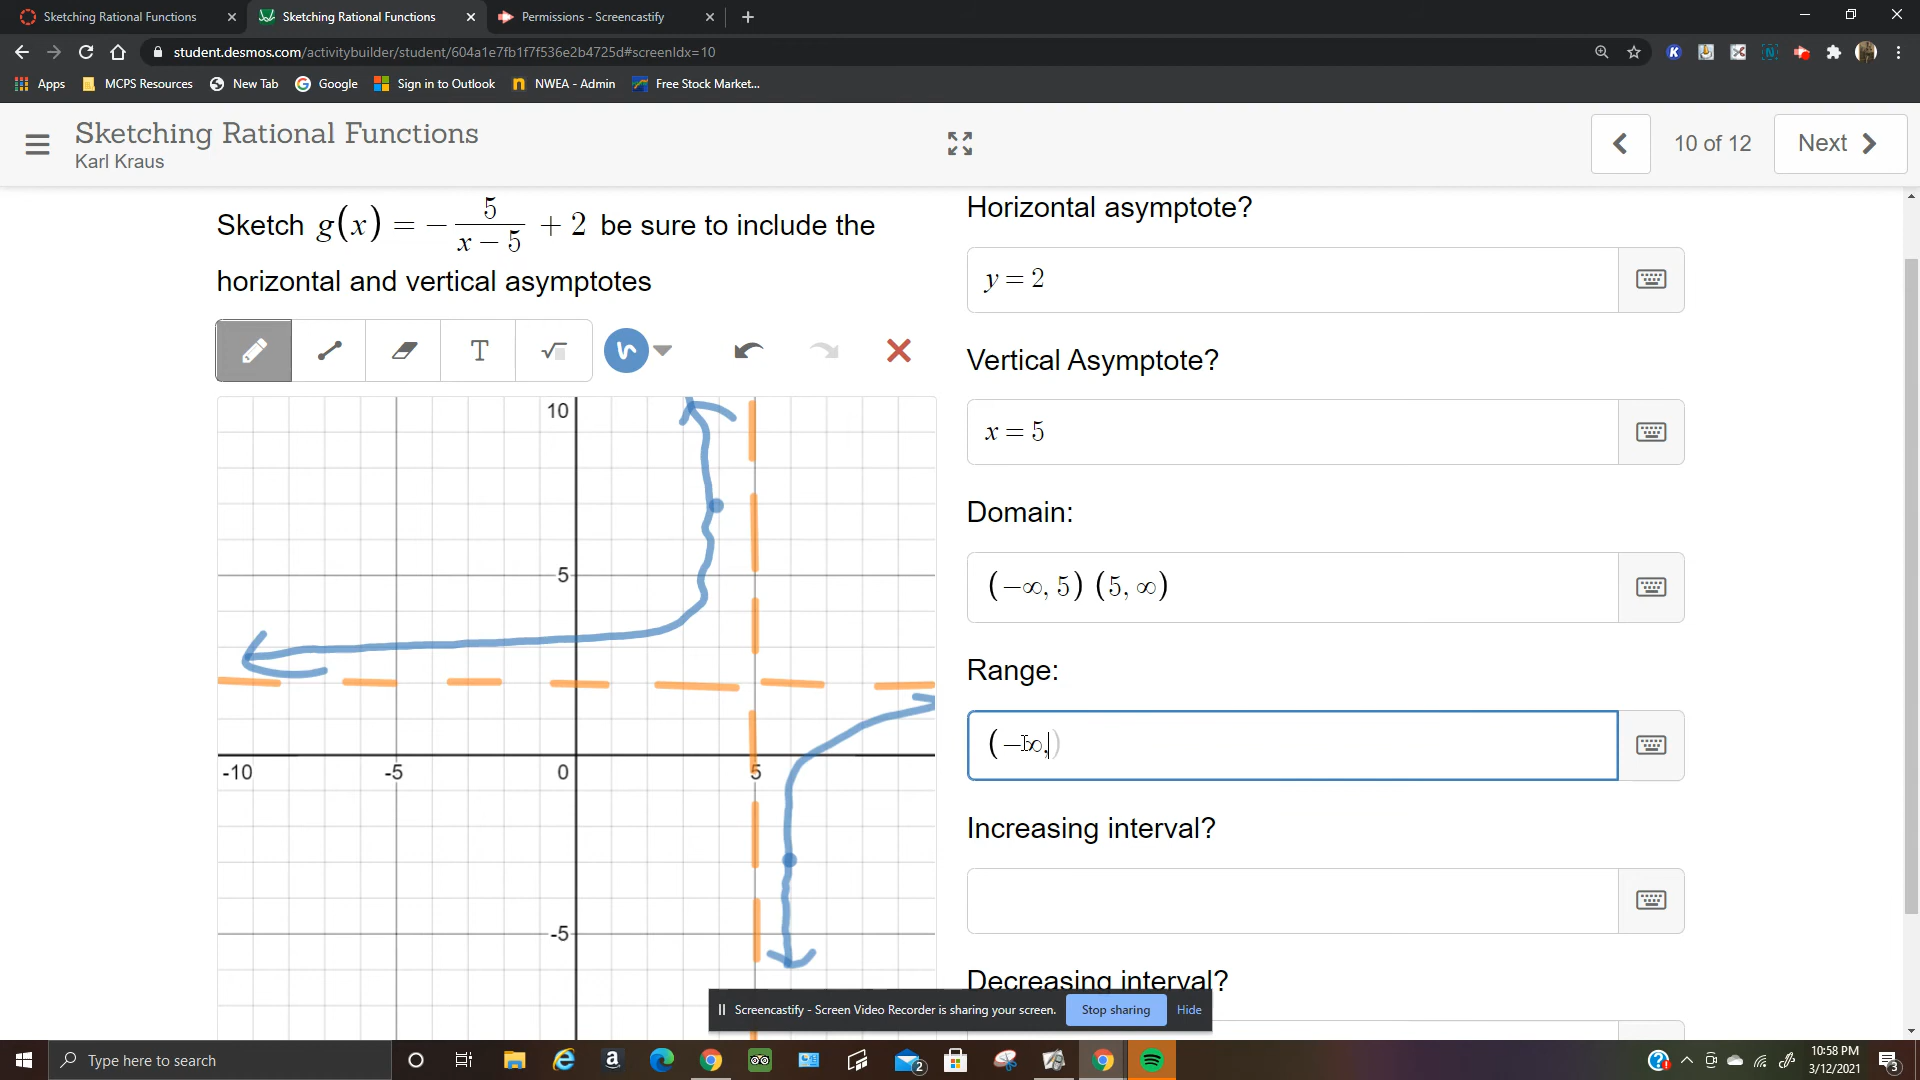 Sketching Rational Functions
Sketching Rational Functions
Permissions - Screencastify
student.desmos.com/activitybuilder/student/604a1e7fb1f7f536e2b4725d#screenIdx=10
Apps MCPS Resources New Tab Google Sign in to Outlook NWEA - Admin Free Stock Market...
Sketching Rational Functions
Karl Kraus
10 of 12
Next
Sketch g(x) = −5/(x − 5) + 2 be sure to include the
horizontal and vertical asymptotes
T
10
5
-10 -5 0 5
-5
Horizontal asymptote?
y = 2
Vertical Asymptote?
x = 5
Domain:
(−∞, 5) (5, ∞)
Range:
(−∞,)
Increasing interval?
Decreasing interval?
Screencastify - Screen Video Recorder is sharing your screen.
Stop sharing
Hide
Type here to search
2
10:58 PM
3/12/2021
3